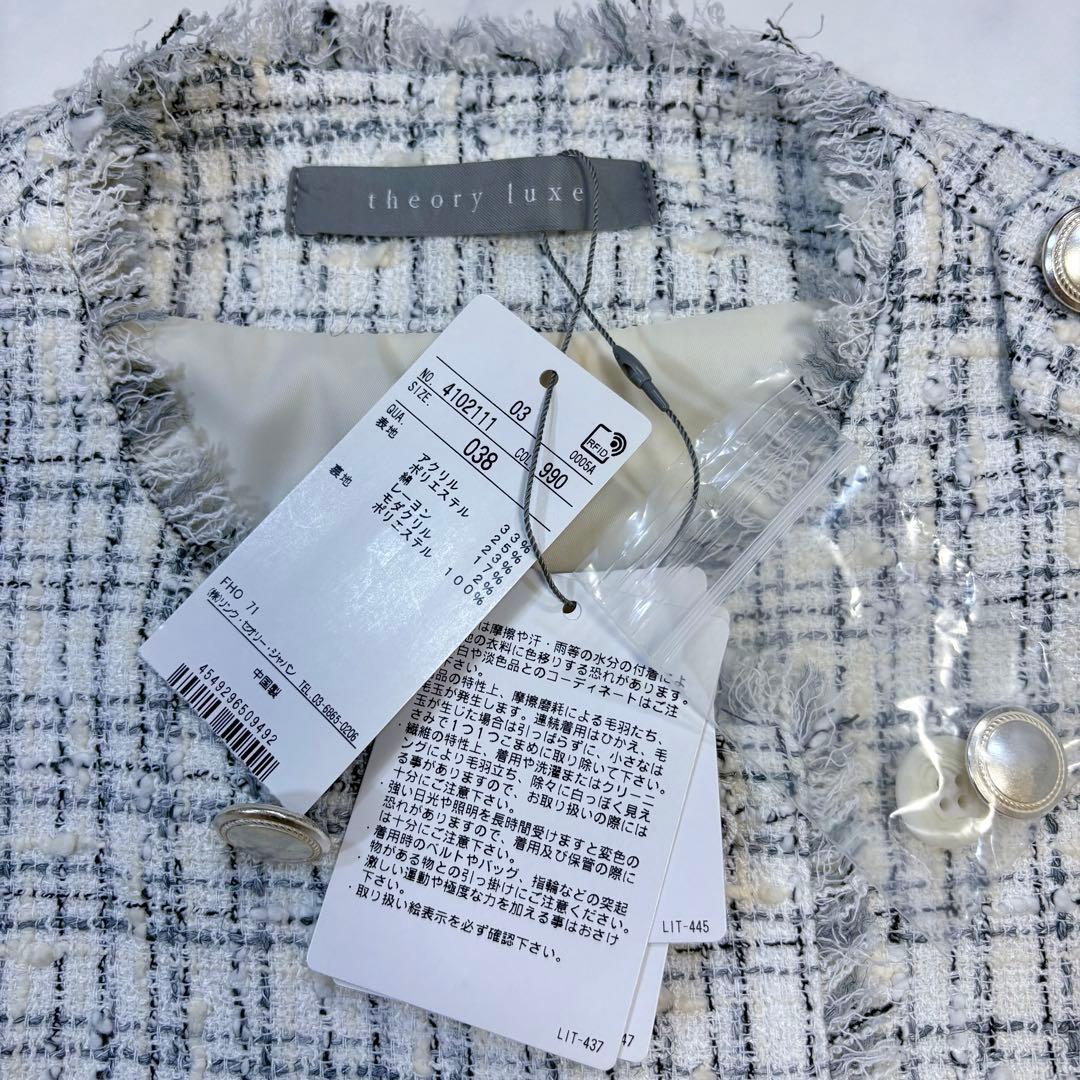 theory luxe
NO. 4102111 03
SIZE. 038 COL. 990
RFID
0005A
QUA.
表地 アクリル 33%
ポリエステル 25%
綿 23%
レーヨン 17%
モダクリル 2%
裏地 ポリエステル 100%
FHO 71
(株)リンク・セオリー・ジャパン TEL.03-6865-0206
中国製
4549296509492
は摩擦や汗・雨等の水分の付着によ
地の衣料に色移りする恐れがあります。
白や淡色品とのコーディネートはご注
ださい。
品の特性上、摩擦磨耗による毛羽たち、
毛玉が発生します。連続着用はひかえ、毛
玉が生じた場合は引っぱらずに、小さなは
さみで1つ1つこまめに取り除いて下さい。
・繊維の特性上、着用や洗濯またはクリーニ
ングにより毛羽立ち、除々に白っぽく見え
る事がありますので、お取り扱いの際には
十分にご注意下さい。
・強い日光や照明を長時間受けますと変色の
恐れがありますので、着用及び保管の際に
は十分にご注意下さい。
・着用時のベルトやバッグ、指輪などの突起
物がある物との引っ掛けにご注意ください。
・激しい運動や極度な力を加える事はおさけ
下さい。
・取り扱い絵表示を必ず確認下さい。
LIT-437
LIT-445
47